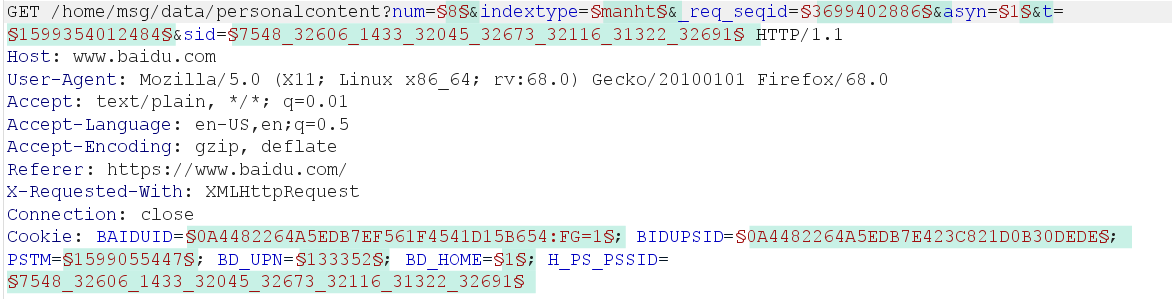 GET /home/msg/data/personalcontent?num=§8§&indextype=§manht§&_req_seqid=§3699402886§&asyn=§1§&t=
§1599354012484§&sid=§7548_32606_1433_32045_32673_32116_31322_32691§ HTTP/1.1
Host: www.baidu.com
User-Agent: Mozilla/5.0 (X11; Linux x86_64; rv:68.0) Gecko/20100101 Firefox/68.0
Accept: text/plain, */*; q=0.01
Accept-Language: en-US,en;q=0.5
Accept-Encoding: gzip, deflate
Referer: https://www.baidu.com/
X-Requested-With: XMLHttpRequest
Connection: close
Cookie: BAIDUID=§0A4482264A5EDB7EF561F4541D15B654:FG=1§; BIDUPSID=§0A4482264A5EDB7E423C821D0B30DEDE§;
PSTM=§1599055447§; BD_UPN=§133352§; BD_HOME=§1§; H_PS_PSSID=
§7548_32606_1433_32045_32673_32116_31322_32691§